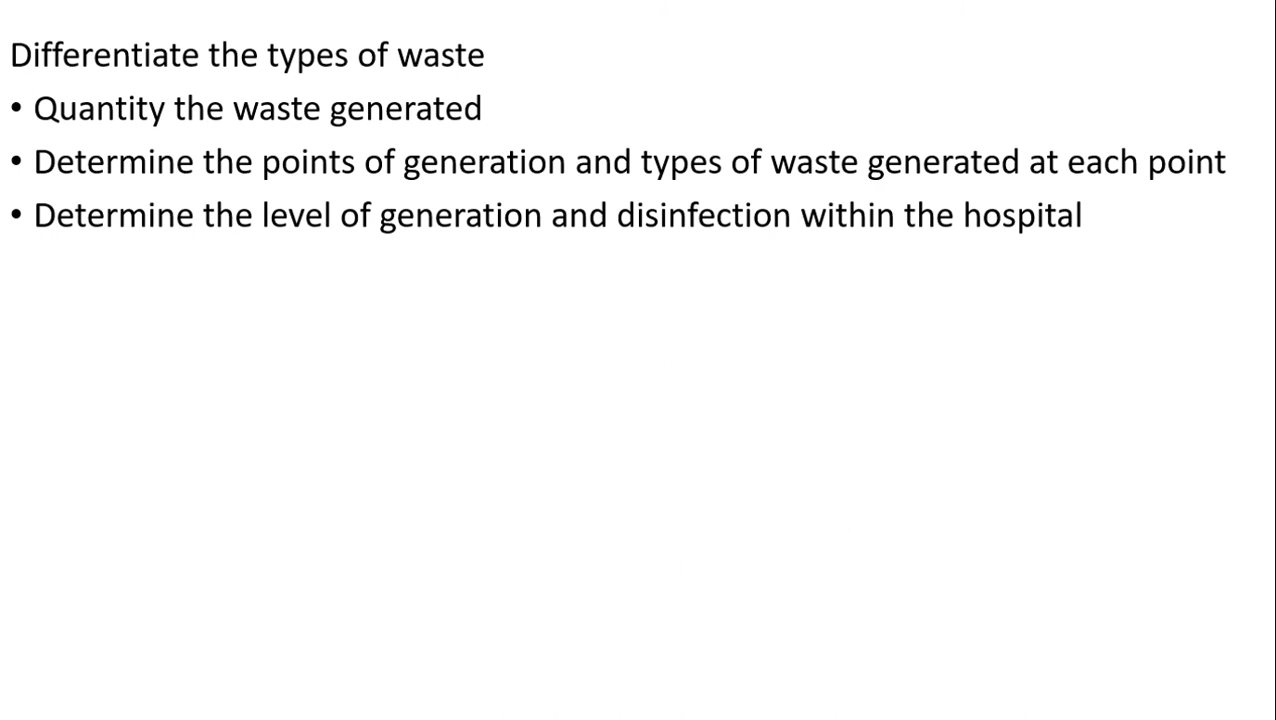 Differentiate the types of waste
• Quantity the waste generated
• Determine the points of generation and types of waste generated at each point
• Determine the level of generation and disinfection within the hospital